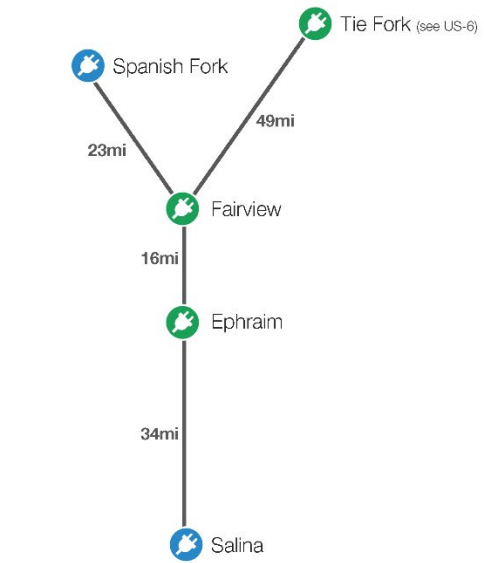 Tie Fork (see US-6)
Spanish Fork
49mi
23mi
Fairview
16mi
Ephraim
34mi
Salina